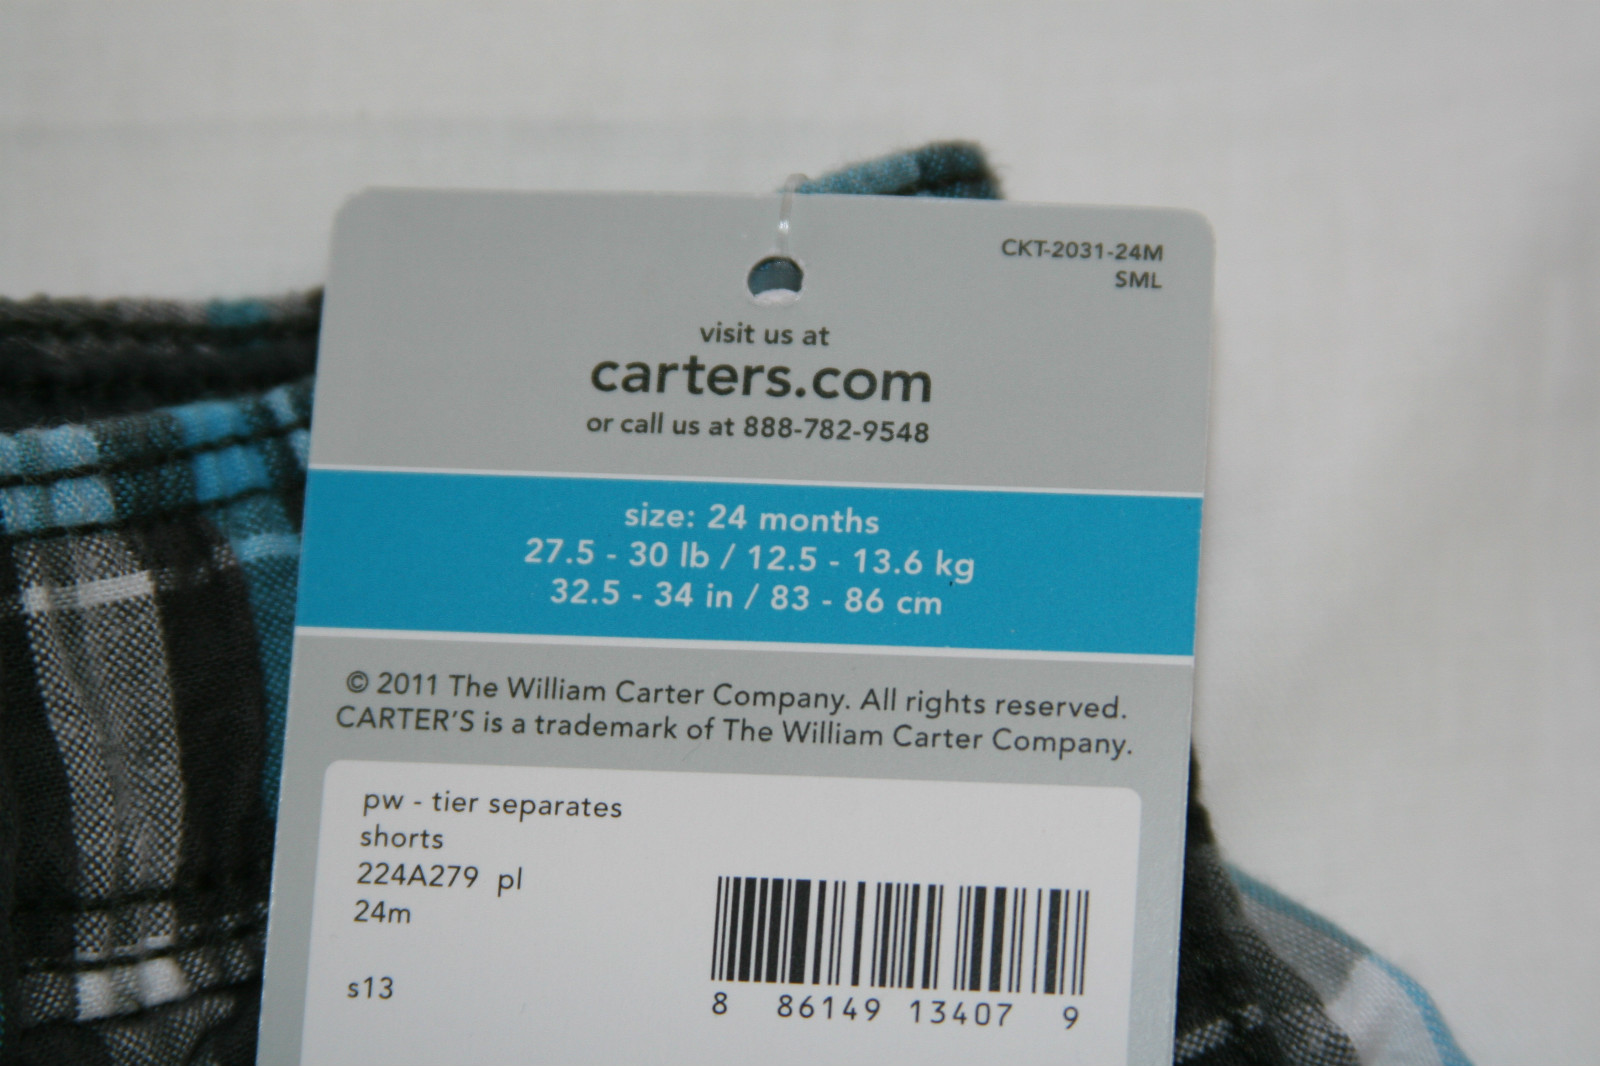 CKT-2031-24M
SML
visit us at
carters.com
or call us at 888-782-9548
size: 24 months
27.5 - 30 lb / 12.5 - 13.6 kg
32.5 - 34 in / 83 - 86 cm
© 2011 The William Carter Company. All rights reserved.
CARTER'S is a trademark of The William Carter Company.
pw - tier separates
shorts
224A279 pl
24m
s13
8 86149 13407 9